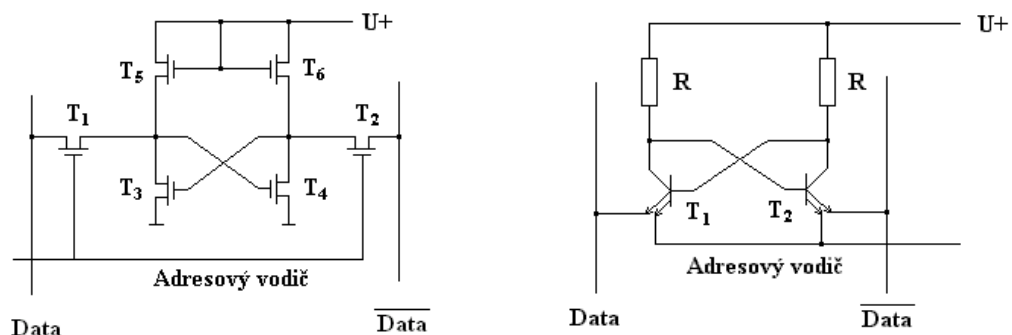 U+
T5
T6
T1
T2
T3
T4
Adresový vodič
Data
Data
U+
R
R
T1
T2
Adresový vodič
Data
Data